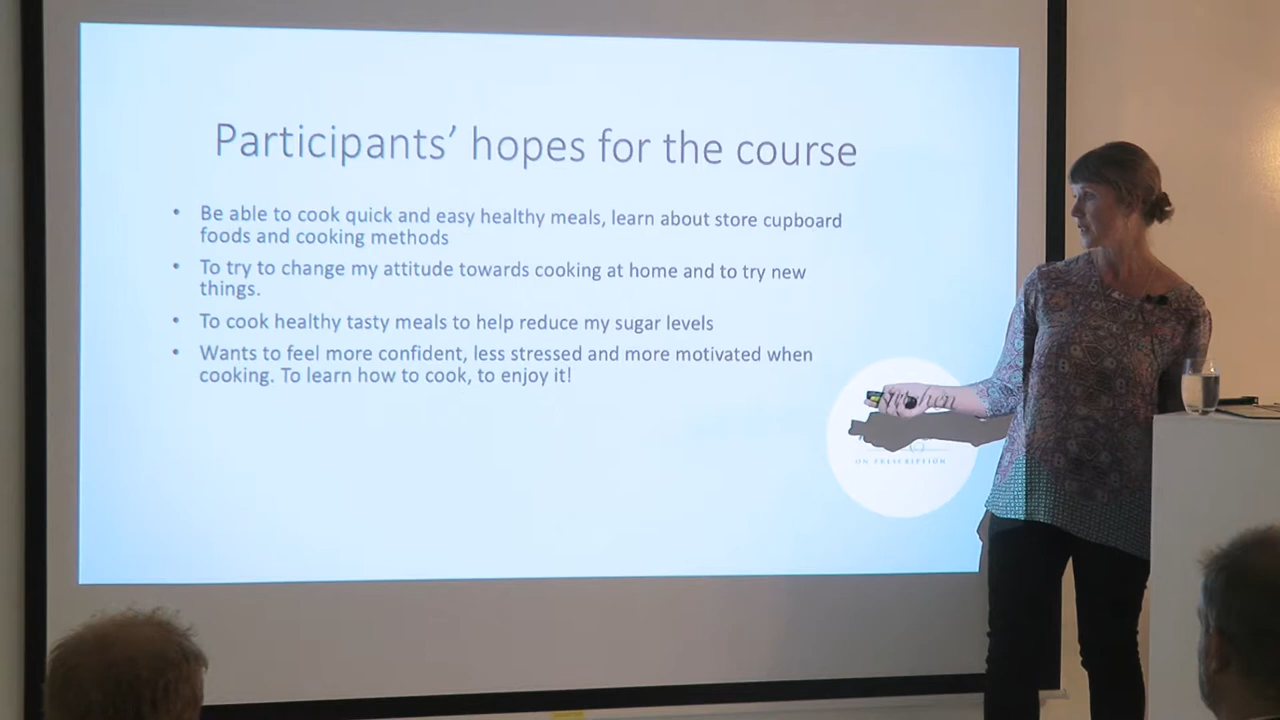 Participants' hopes for the course
• Be able to cook quick and easy healthy meals, learn about store cupboard
foods and cooking methods
• To try to change my attitude towards cooking at home and to try new
things.
• To cook healthy tasty meals to help reduce my sugar levels
• Wants to feel more confident, less stressed and more motivated when
cooking. To learn how to cook, to enjoy it!
ON PRESCRIPTION